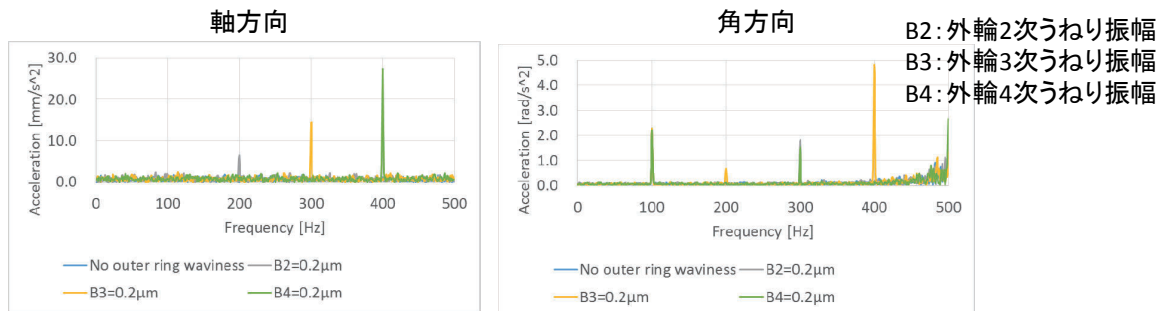 軸方向
30.0
20.0
10.0
0.0
Acceleration [mm/s^2]
0 100 200 300 400 500
Frequency [Hz]
No outer ring waviness B2=0.2μm
B3=0.2μm B4=0.2μm
角方向
5.0
4.0
3.0
2.0
1.0
0.0
Acceleration [rad/s^2]
0 100 200 300 400 500
Frequency [Hz]
No outer ring waviness B2=0.2μm
B3=0.2μm B4=0.2μm
B2：外輪2次うねり振幅
B3：外輪3次うねり振幅
B4：外輪4次うねり振幅